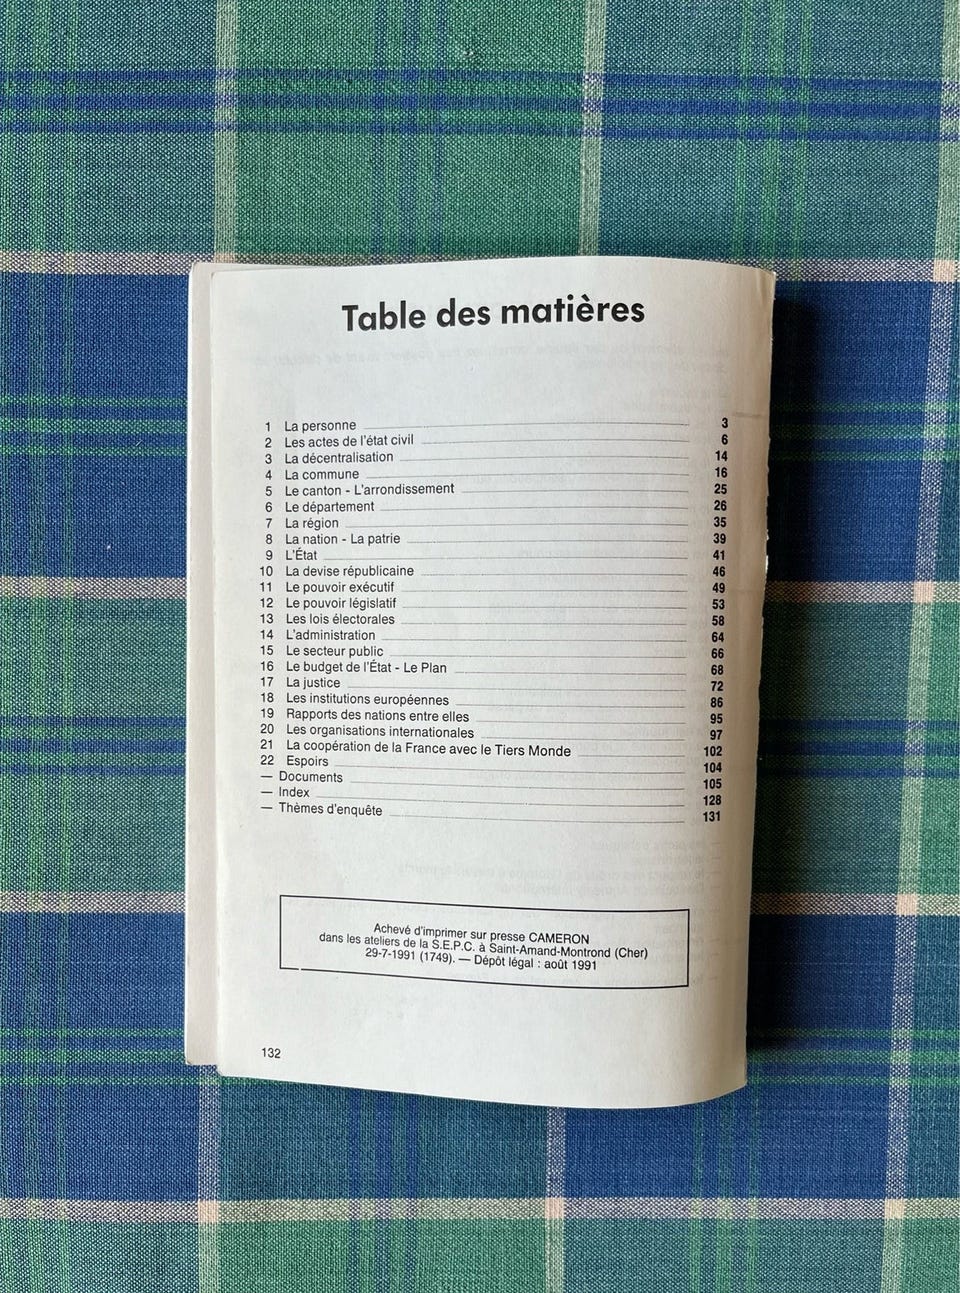 Table des matières
1 La personne 3
2 Les actes de l'état civil 6
3 La décentralisation 14
4 La commune 16
5 Le canton - L'arrondissement 25
6 Le département 26
7 La région 35
8 La nation - La patrie 39
9 L'État 41
10 La devise républicaine 46
11 Le pouvoir exécutif 49
12 Le pouvoir législatif 53
13 Les lois électorales 58
14 L'administration 64
15 Le secteur public 66
16 Le budget de l'État - Le Plan 68
17 La justice 72
18 Les institutions européennes 86
19 Rapports des nations entre elles 95
20 Les organisations internationales 97
21 La coopération de la France avec le Tiers Monde 102
22 Espoirs 104
— Documents 105
— Index 128
— Thèmes d'enquête 131
Achevé d'imprimer sur presse CAMERON
dans les ateliers de la S.E.P.C. à Saint-Amand-Montrond (Cher)
29-7-1991 (1749). — Dépôt légal : août 1991
132